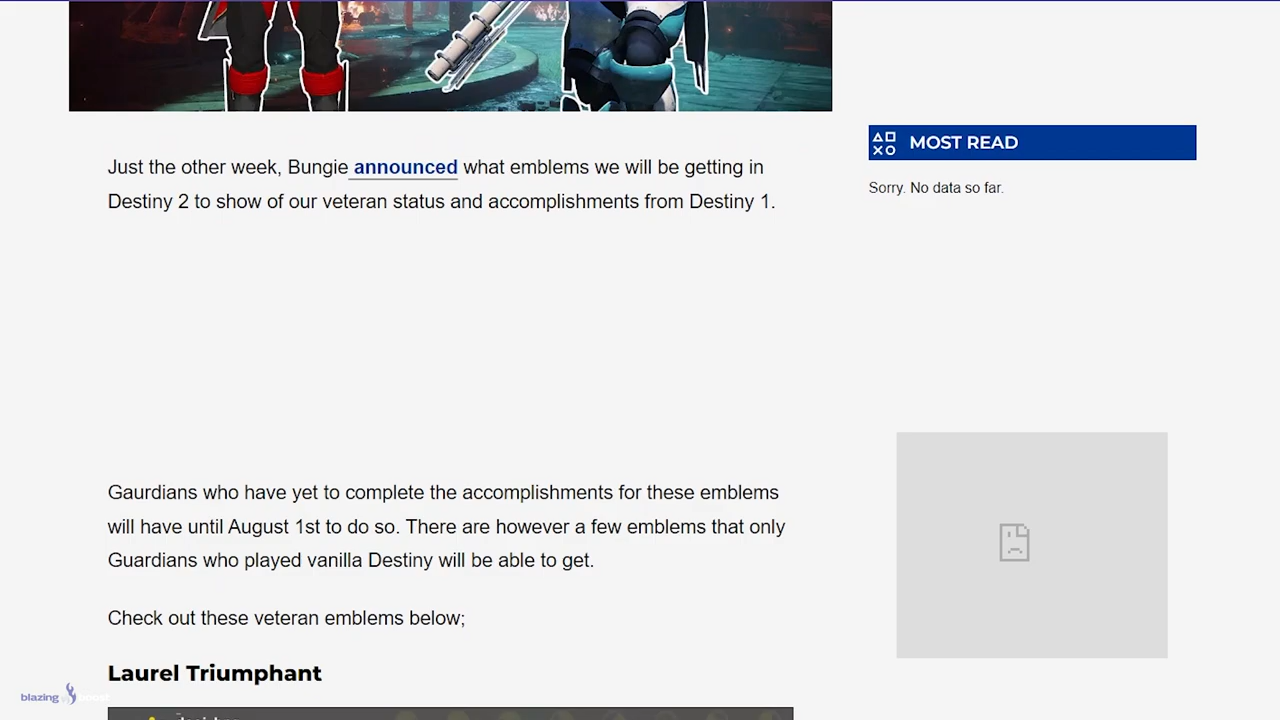 Just the other week, Bungie announced what emblems we will be getting in
Destiny 2 to show of our veteran status and accomplishments from Destiny 1.
MOST READ
Sorry. No data so far.
Gaurdians who have yet to complete the accomplishments for these emblems
will have until August 1st to do so. There are however a few emblems that only
Guardians who played vanilla Destiny will be able to get.
Check out these veteran emblems below;
Laurel Triumphant
blazing